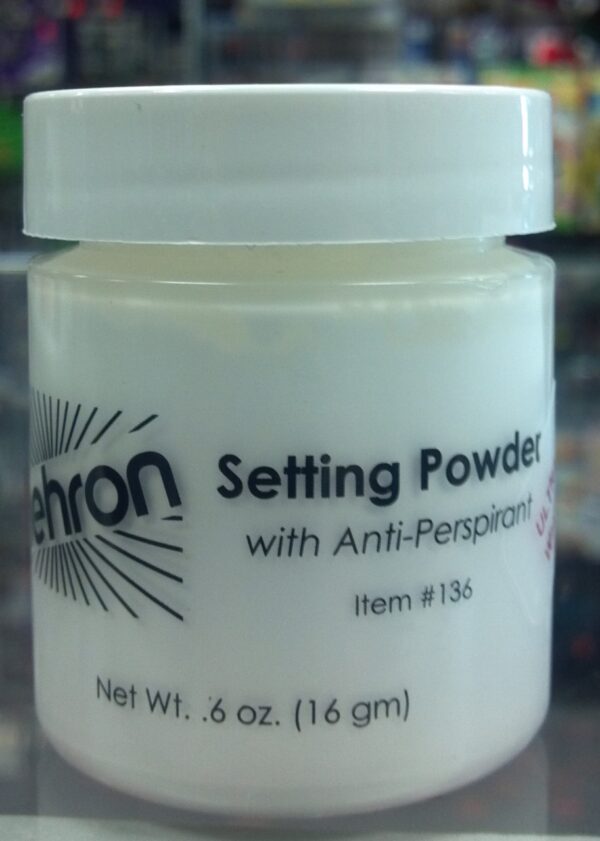 ehron
Setting Powder
with Anti-Perspirant
Item #136
Net Wt. .6 oz. (16 gm)